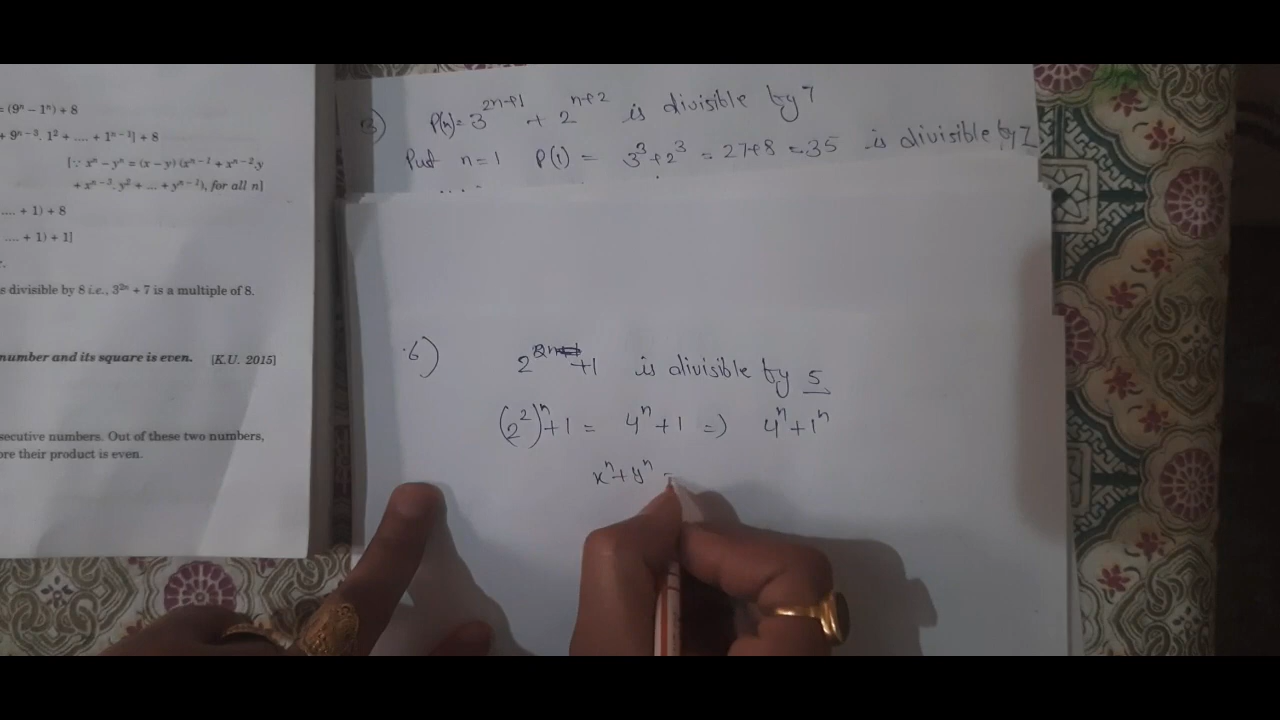 = (9ⁿ − 1ⁿ) + 8
+ 9ⁿ⁻³. 1² + .... + 1ⁿ⁻¹] + 8
[∵ xⁿ − yⁿ = (x − y) (xⁿ⁻¹ + xⁿ⁻².y
+ xⁿ⁻³. y² + ... + yⁿ⁻¹), for all n]
.... + 1) + 8
.... + 1) + 1]
s divisible by 8 i.e., 3²ⁿ + 7 is a multiple of 8.
number and its square is even. [K.U. 2015]
secutive numbers. Out of these two numbers,
ore their product is even.
P(n)= 3²ⁿ⁺¹ + 2ⁿ⁺² is divisible by 7
Put n=1 P(1) = 3³+2³ = 27+8 =35 is divisible by 7
6) +1 is divisible by 5
(2²)ⁿ+1 = 4ⁿ+1 => 4ⁿ+1ⁿ
xⁿ+yⁿ =